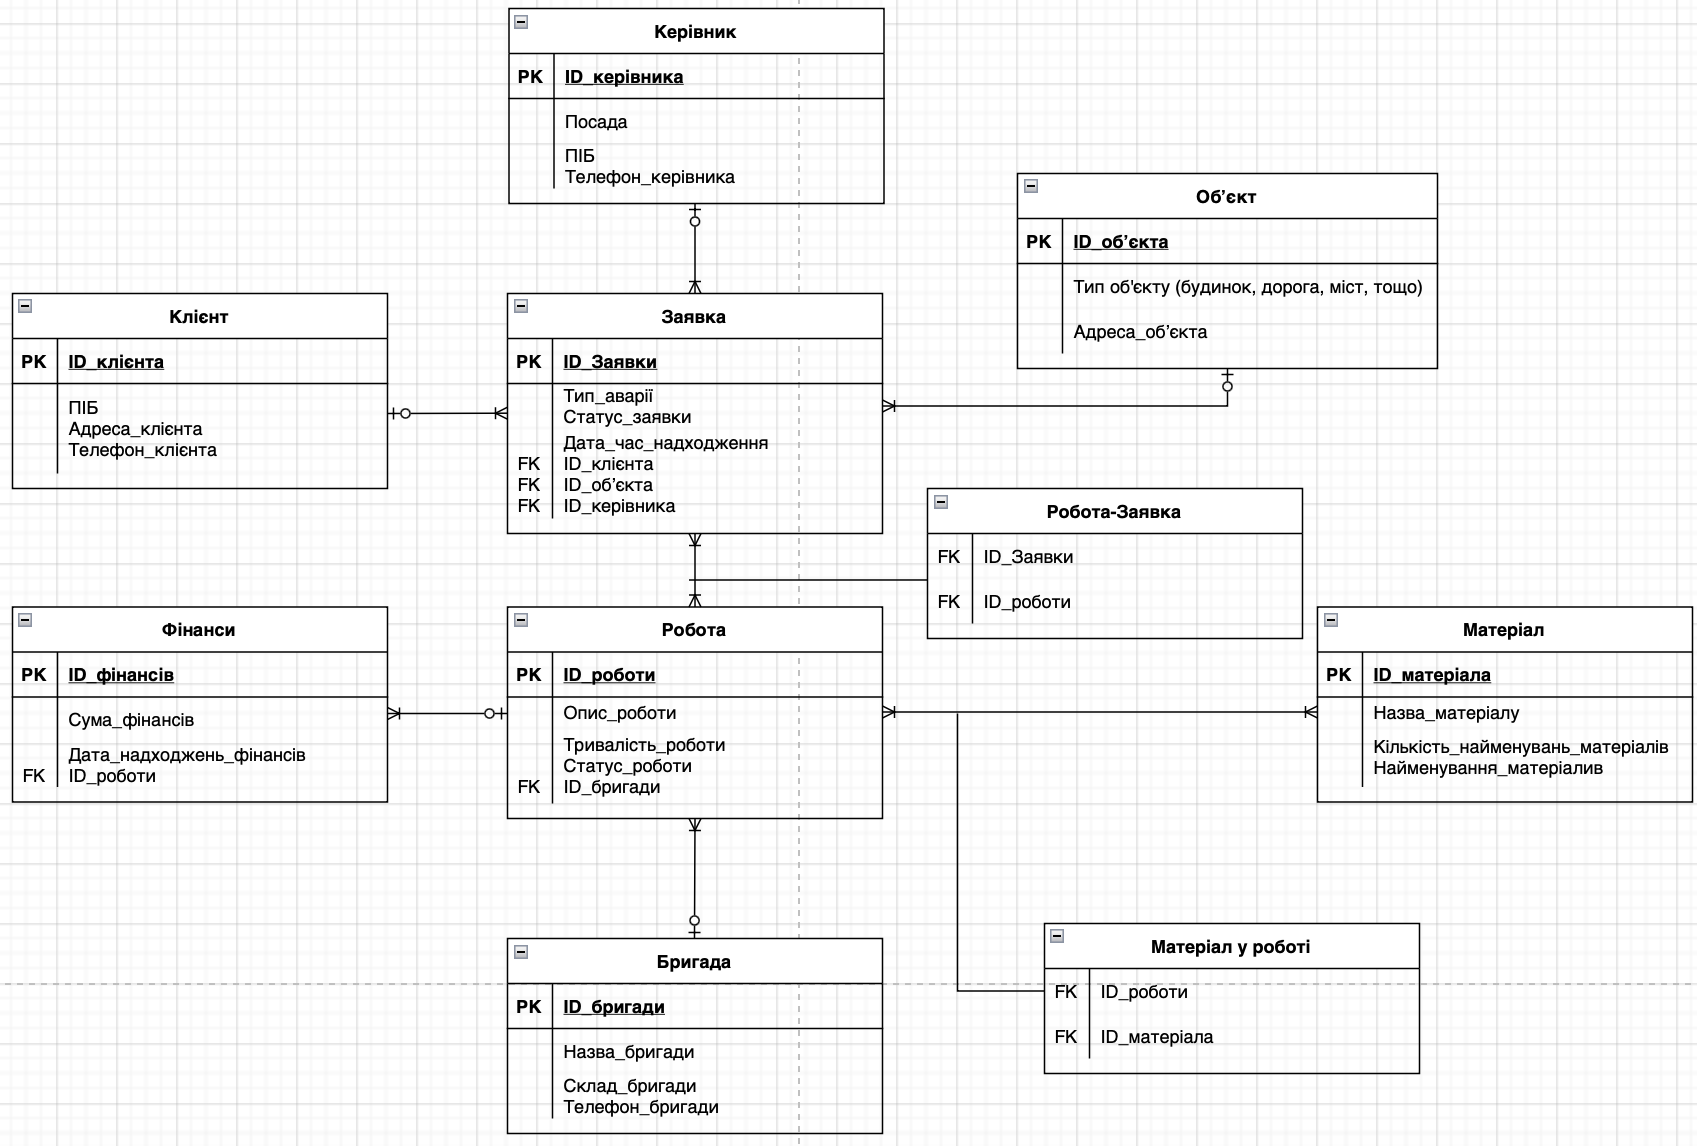 Керівник
PK ID_керівника
Посада
ПІБ
Телефон_керівника
Об’єкт
PK ID_об’єкта
Тип об'єкту (будинок, дорога, міст, тощо)
Адреса_об’єкта
Клієнт
PK ID_клієнта
ПІБ
Адреса_клієнта
Телефон_клієнта
Заявка
PK ID_Заявки
Тип_аварії
Статус_заявки
Дата_час_надходження
FK ID_клієнта
FK ID_об’єкта
FK ID_керівника
Робота-Заявка
FK ID_Заявки
FK ID_роботи
Фінанси
PK ID_фінансів
Сума_фінансів
Дата_надходжень_фінансів
FK ID_роботи
Робота
PK ID_роботи
Опис_роботи
Тривалість_роботи
Статус_роботи
FK ID_бригади
Матеріал
PK ID_матеріала
Назва_матеріалу
Кількість_найменувань_матеріалів
Найменування_матеріалив
Бригада
PK ID_бригади
Назва_бригади
Склад_бригади
Телефон_бригади
Матеріал у роботі
FK ID_роботи
FK ID_матеріала